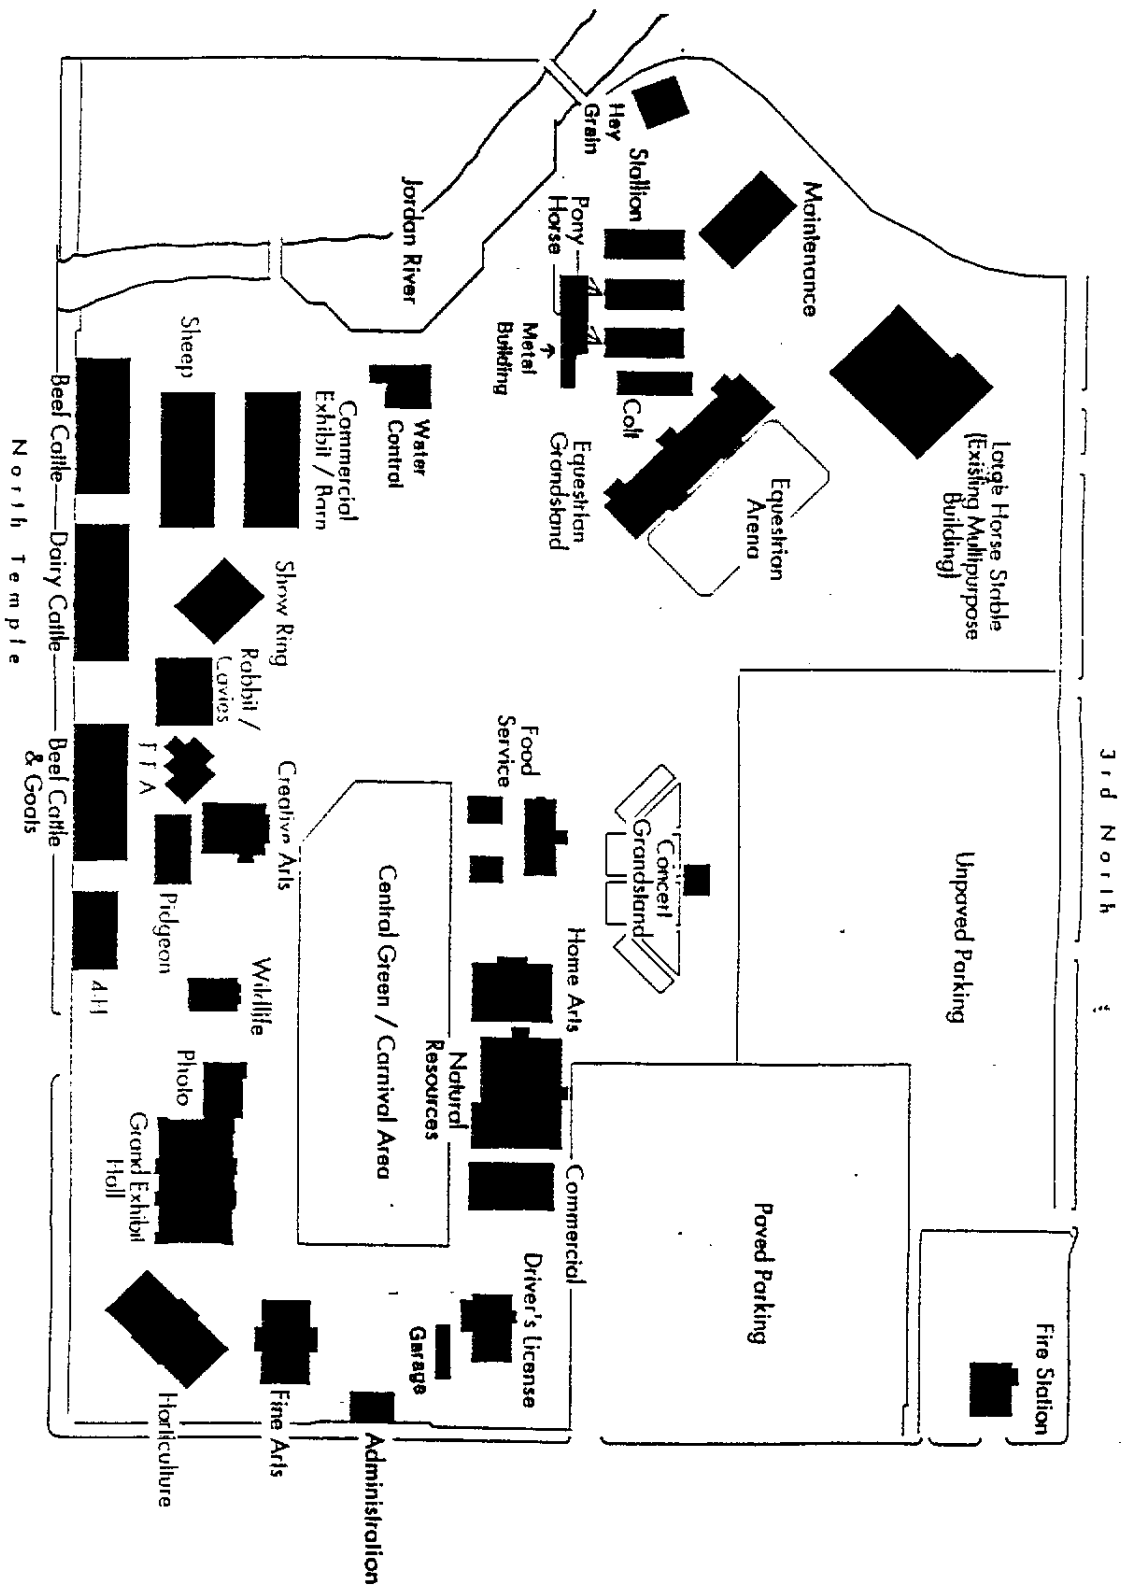 3rd North
Fire Station
Large Horse Stable
(Existing Multipurpose
Building)
Unpaved Parking
Paved Parking
Maintenance
Equestrian
Arena
Stallion
Hay
Grain
Colt
Pony
Horse
Metal
Building
Equestrian
Grandstand
Concert
Grandstand
Food
Service
Home Arts
Natural
Resources
Commercial
Driver's License
Garage
Administration
Jordan River
Water
Control
Central Green / Carnival Area
Commercial
Exhibit / Barn
Sheep
Show Ring
Rabbit /
Cavies
Creative Arts
Pidgeon
Wildlife
Photo
Grand Exhibit
Hall
Fine Arts
Horticulture
Beef Cattle
Dairy Cattle
Beef Cattle
& Goats
4-H
North Temple